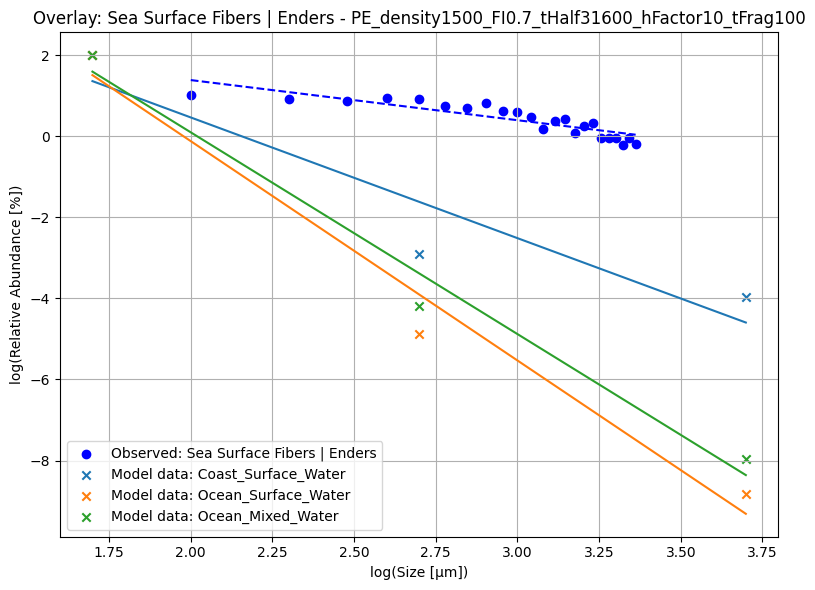 Overlay: Sea Surface Fibers | Enders - PE_density1500_FI0.7_tHalf31600_hFactor10_tFrag100
log(Relative Abundance [%])
2
0
−2
−4
−6
−8
Observed: Sea Surface Fibers | Enders
Model data: Coast_Surface_Water
Model data: Ocean_Surface_Water
Model data: Ocean_Mixed_Water
1.75 2.00 2.25 2.50 2.75 3.00 3.25 3.50 3.75
log(Size [μm])